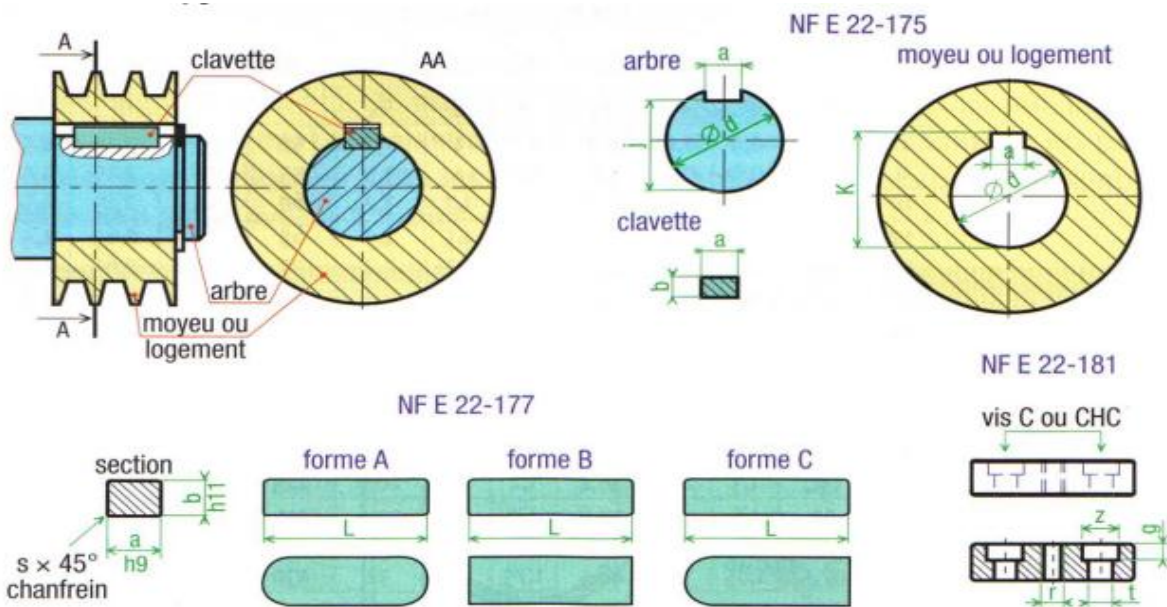 NF E 22-175
A
clavette
AA
arbre
a
moyeu ou logement
j
Ø d
a
K
Ø d
clavette
a
b
arbre
A
moyeu ou
logement
NF E 22-181
NF E 22-177
vis C ou CHC
section
forme A
forme B
forme C
b
h11
L
L
L
a
h9
s × 45°
chanfrein
z
g
r
t